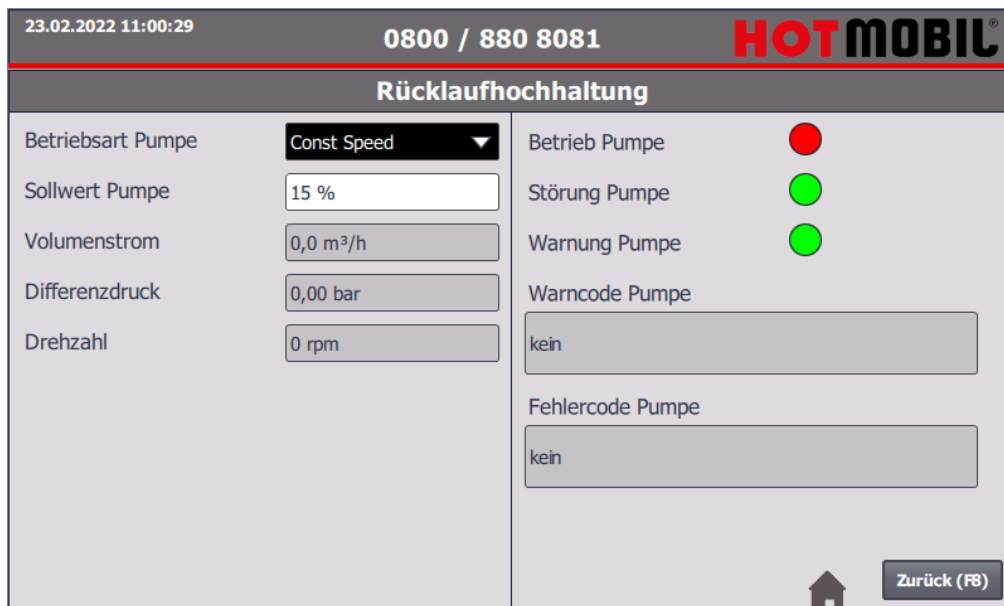 23.02.2022 11:00:29
0800 / 880 8081
HOTMOBIL®
Rücklaufhochhaltung
Betriebsart Pumpe
Const Speed
Sollwert Pumpe
15 %
Volumenstrom
0,0 m³/h
Differenzdruck
0,00 bar
Drehzahl
0 rpm
Betrieb Pumpe
Störung Pumpe
Warnung Pumpe
Warncode Pumpe
kein
Fehlercode Pumpe
kein
Zurück (F8)